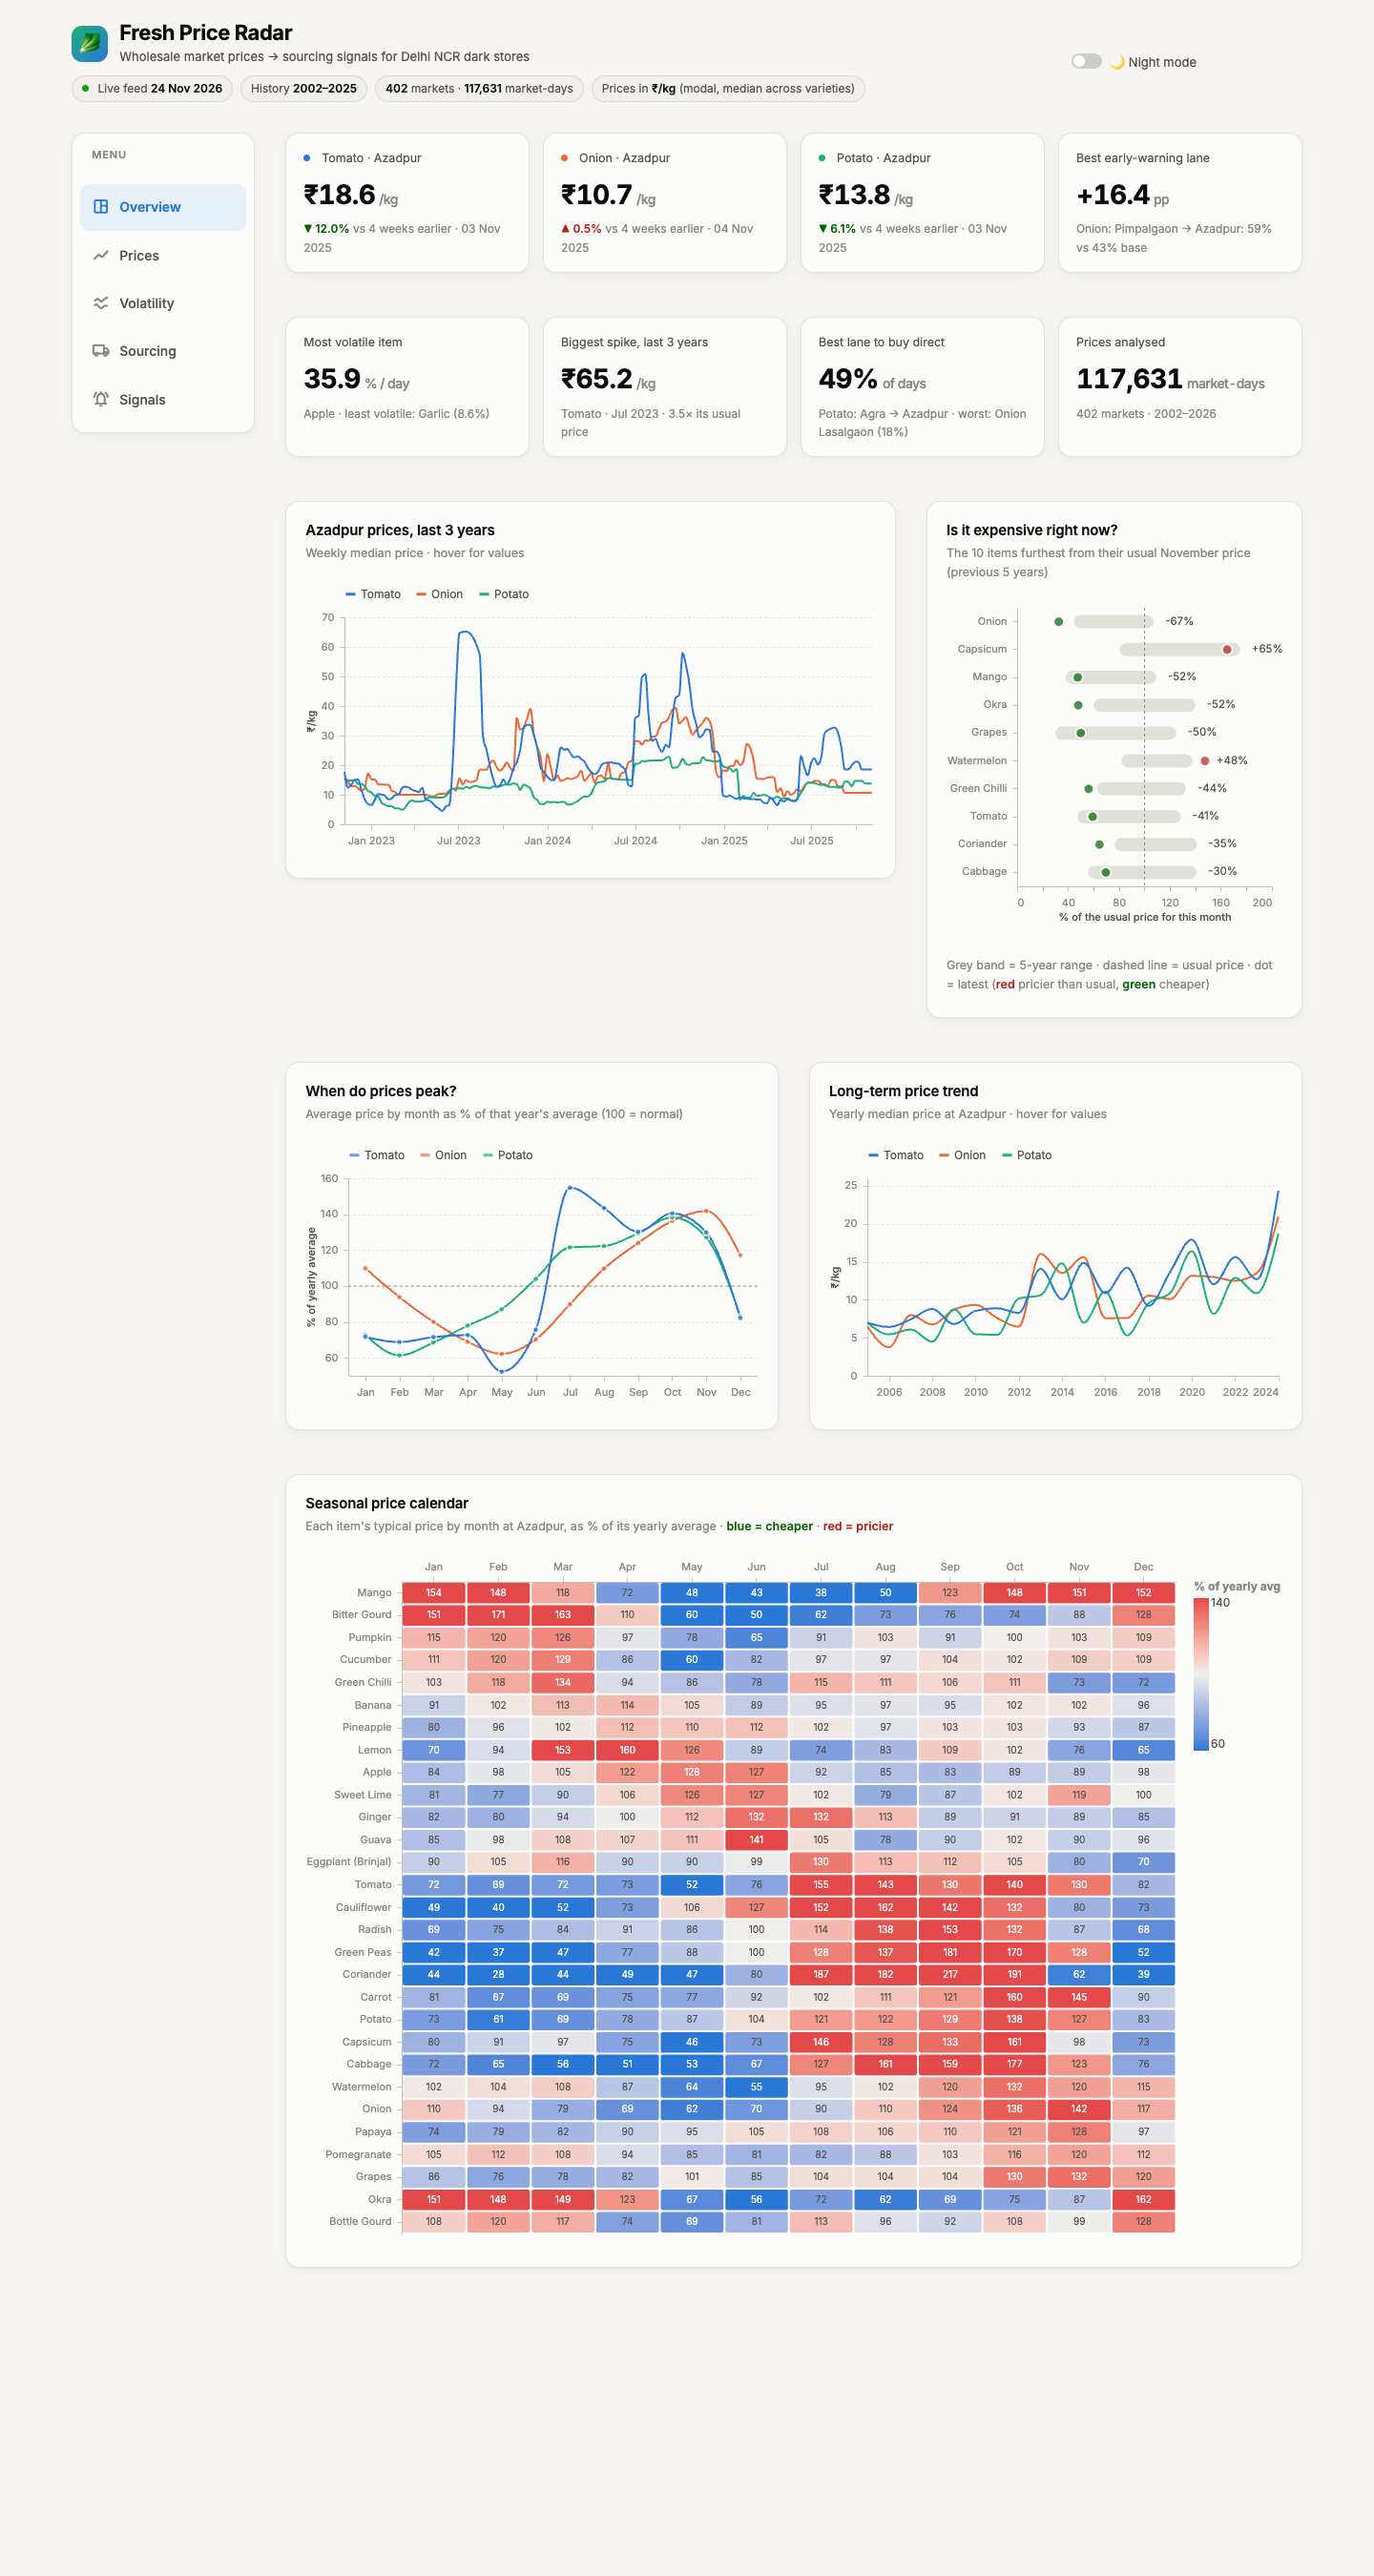 Fresh Price Radar
Wholesale market prices → sourcing signals for Delhi NCR dark stores
🌙 Night mode
Live feed 24 Nov 2026
History 2002–2025
402 markets · 117,631 market-days
Prices in ₹/kg (modal, median across varieties)
MENU
Overview
Prices
Volatility
Sourcing
Signals
Tomato · Azadpur
₹18.6 /kg
▼ 12.0% vs 4 weeks earlier · 03 Nov
2025
Onion · Azadpur
₹10.7 /kg
▲ 0.5% vs 4 weeks earlier · 04 Nov
2025
Potato · Azadpur
₹13.8 /kg
▼ 6.1% vs 4 weeks earlier · 03 Nov
2025
Best early-warning lane
+16.4 pp
Onion: Pimpalgaon → Azadpur: 59%
vs 43% base
Most volatile item
35.9 % / day
Apple · least volatile: Garlic (8.6%)
Biggest spike, last 3 years
₹65.2 /kg
Tomato · Jul 2023 · 3.5× its usual
price
Best lane to buy direct
49% of days
Potato: Agra → Azadpur · worst: Onion
Lasalgaon (18%)
Prices analysed
117,631 market-days
402 markets · 2002–2026
Azadpur prices, last 3 years
Weekly median price · hover for values
Tomato Onion Potato
70
60
50
40
30
20
10
0
₹/kg
Jan 2023 Jul 2023 Jan 2024 Jul 2024 Jan 2025 Jul 2025
Is it expensive right now?
The 10 items furthest from their usual November price
(previous 5 years)
Onion -67%
Capsicum +65%
Mango -52%
Okra -52%
Grapes -50%
Watermelon +48%
Green Chilli -44%
Tomato -41%
Coriander -35%
Cabbage -30%
0 40 80 120 160 200
% of the usual price for this month
Grey band = 5-year range · dashed line = usual price · dot
= latest (red pricier than usual, green cheaper)
When do prices peak?
Average price by month as % of that year's average (100 = normal)
Tomato Onion Potato
160
140
120
100
80
60
% of yearly average
Jan Feb Mar Apr May Jun Jul Aug Sep Oct Nov Dec
Long-term price trend
Yearly median price at Azadpur · hover for values
Tomato Onion Potato
25
20
15
10
5
0
₹/kg
2006 2008 2010 2012 2014 2016 2018 2020 2022 2024
Seasonal price calendar
Each item's typical price by month at Azadpur, as % of its yearly average · blue = cheaper · red = pricier
Jan Feb Mar Apr May Jun Jul Aug Sep Oct Nov Dec
Mango 154 148 118 72 48 43 38 50 123 148 151 152
Bitter Gourd 151 171 163 110 60 50 62 73 76 74 88 128
Pumpkin 115 120 126 97 78 65 91 103 91 100 103 109
Cucumber 111 120 129 86 60 82 97 97 104 102 109 109
Green Chilli 103 118 134 94 86 78 115 111 106 111 73 72
Banana 91 102 113 114 105 89 95 97 95 102 102 96
Pineapple 80 96 102 112 110 112 102 97 103 103 93 87
Lemon 70 94 153 160 126 89 74 83 109 102 76 65
Apple 84 98 105 122 128 127 92 85 83 89 89 98
Sweet Lime 81 77 90 106 126 127 102 79 87 102 119 100
Ginger 82 80 94 100 112 132 132 113 89 91 89 85
Guava 85 98 108 107 111 141 105 78 90 102 90 96
Eggplant (Brinjal) 90 105 116 90 90 99 130 113 112 105 80 70
Tomato 72 69 72 73 52 76 155 143 130 140 130 82
Cauliflower 49 40 52 73 106 127 152 162 142 132 80 73
Radish 69 75 84 91 86 100 114 138 153 132 87 68
Green Peas 42 37 47 77 88 100 128 137 181 170 128 52
Coriander 44 28 44 49 47 80 187 182 217 191 62 39
Carrot 81 67 69 75 77 92 102 111 121 160 145 90
Potato 73 61 69 78 87 104 121 122 129 138 127 83
Capsicum 80 91 97 75 46 73 146 128 133 161 98 73
Cabbage 72 65 56 51 53 67 127 161 159 177 123 76
Watermelon 102 104 108 87 64 55 95 102 120 132 120 115
Onion 110 94 79 69 62 70 90 110 124 136 142 117
Papaya 74 79 82 90 95 105 108 106 110 121 128 97
Pomegranate 105 112 108 94 85 81 82 88 103 116 120 112
Grapes 86 76 78 82 101 85 104 104 104 130 132 120
Okra 151 148 149 123 67 56 72 62 69 75 87 162
Bottle Gourd 108 120 117 74 69 81 113 96 92 108 99 128
% of yearly avg
140
60